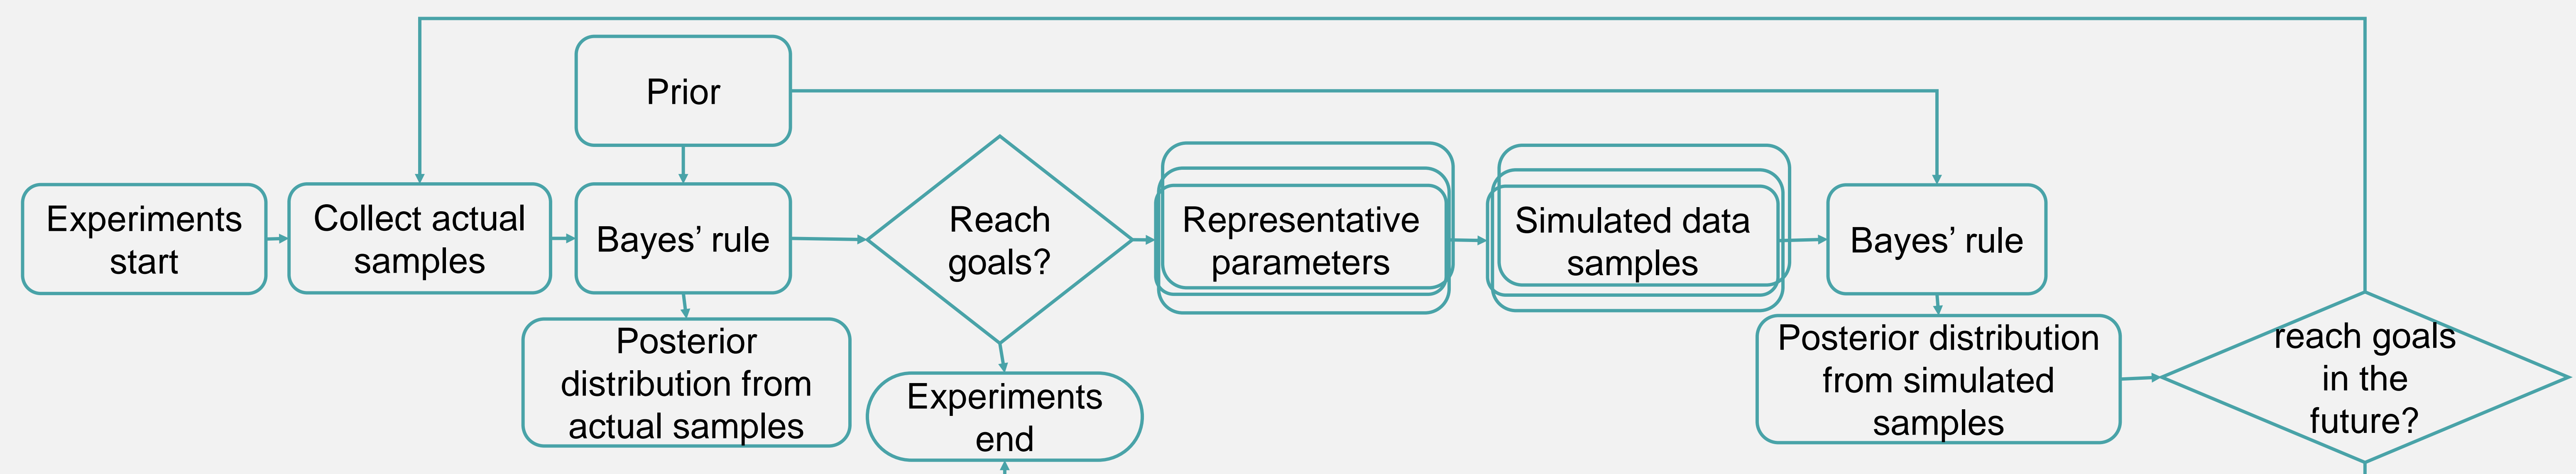 Prior
Experiments
start
Collect actual
samples
Bayes’ rule
Reach
goals?
Representative
parameters
Simulated data
samples
Bayes’ rule
Posterior
distribution from
actual samples
Experiments
end
Posterior distribution
from simulated
samples
reach goals
in the
future?